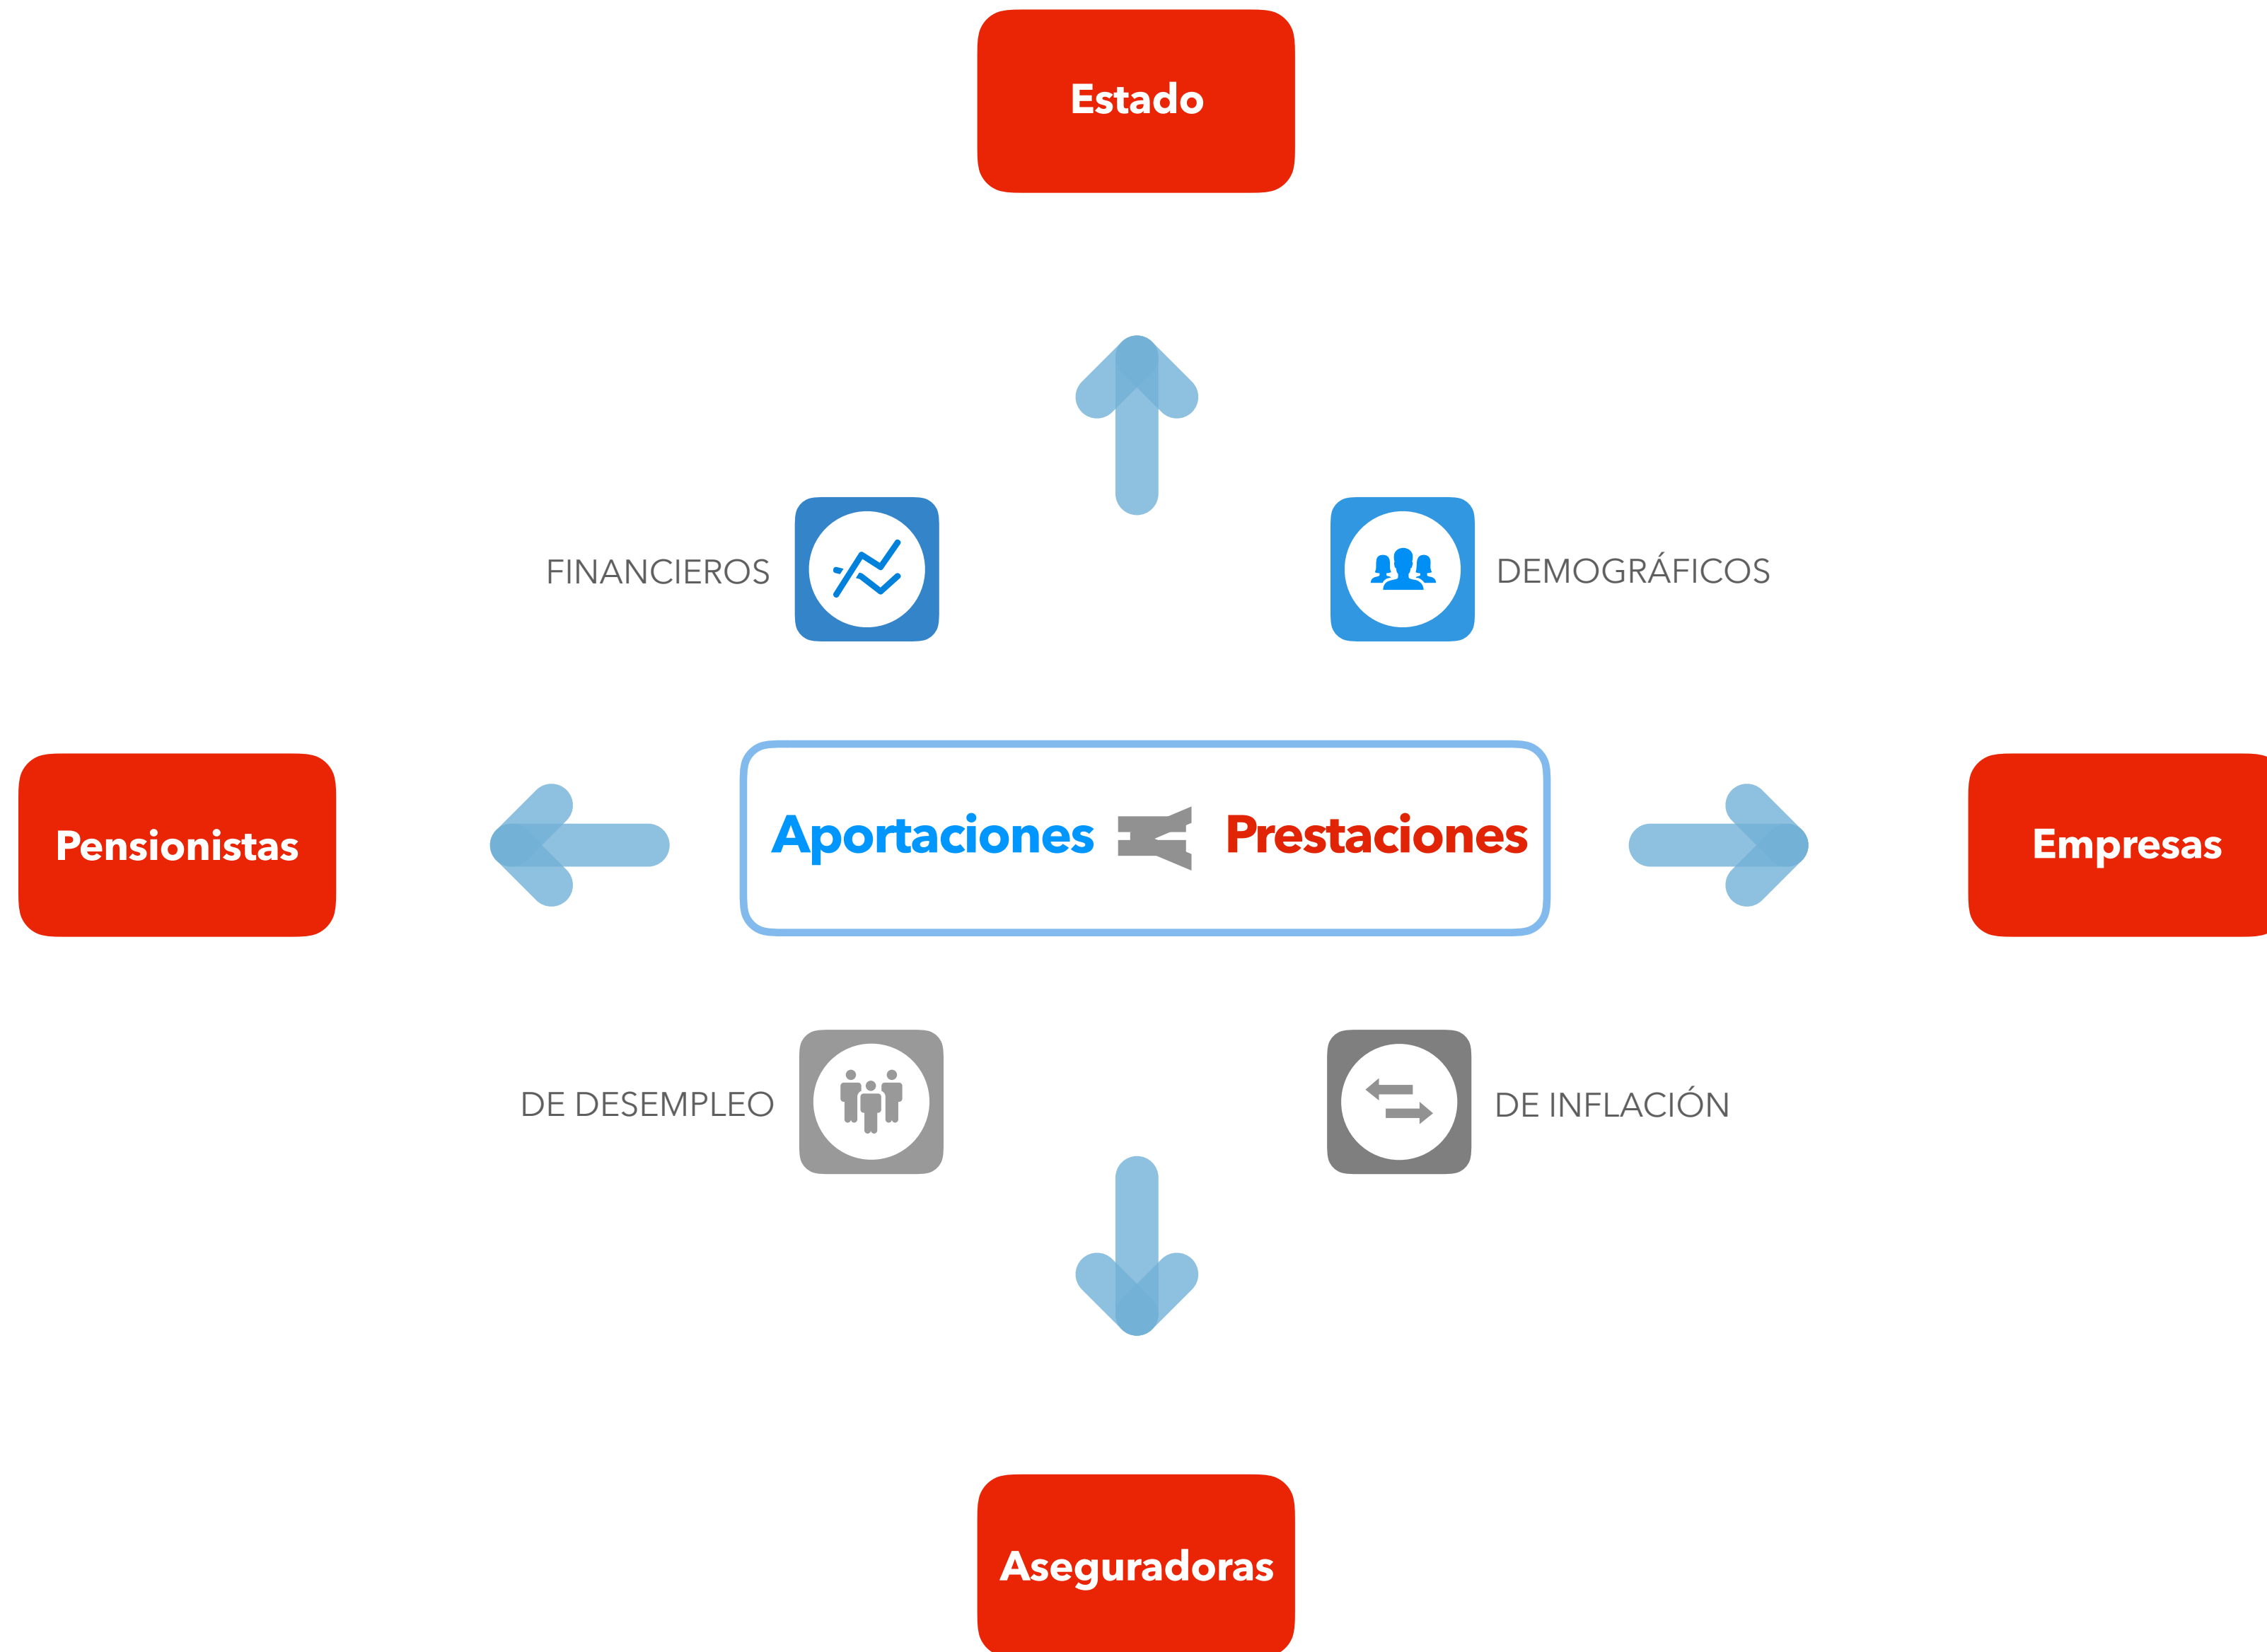 Estado
FINANCIEROS
DEMOGRÁFICOS
Pensionistas
Aportaciones
Prestaciones
Empresas
DE DESEMPLEO
DE INFLACIÓN
Aseguradoras